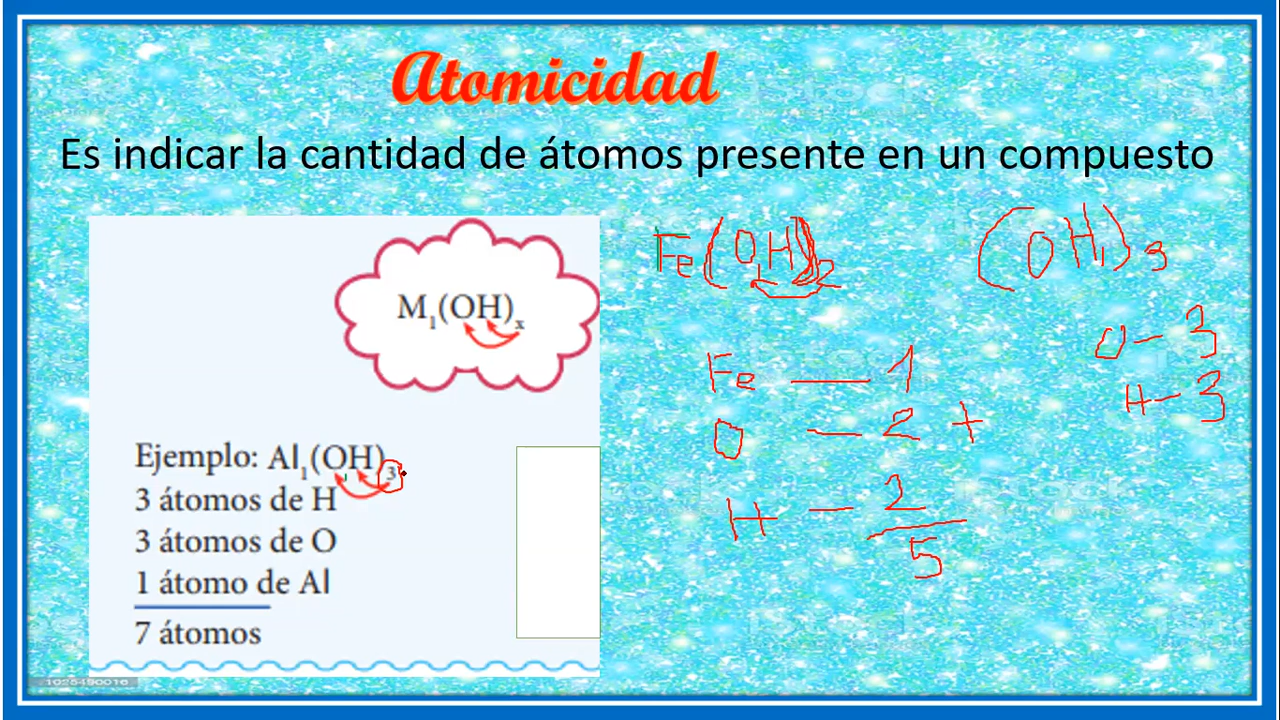 Atomicidad
Es indicar la cantidad de átomos presente en un compuesto
M₁(OH)ₓ
Ejemplo: Al₁(OH)₃
3 átomos de H
3 átomos de O
1 átomo de Al
7 átomos
Fe(O₁H)₂
Fe — 1
O — 2 +
H — 2
5
(OH₁)₃
O — 3
H — 3
1025490016